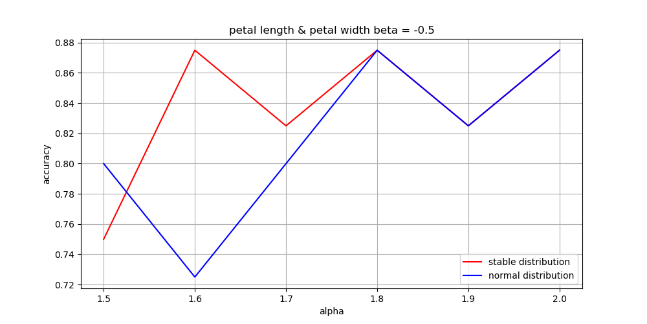 petal length & petal width beta = -0.5
accuracy
0.88
0.86
0.84
0.82
0.80
0.78
0.76
0.74
0.72
stable distribution
normal distribution
1.5 1.6 1.7 1.8 1.9 2.0
alpha